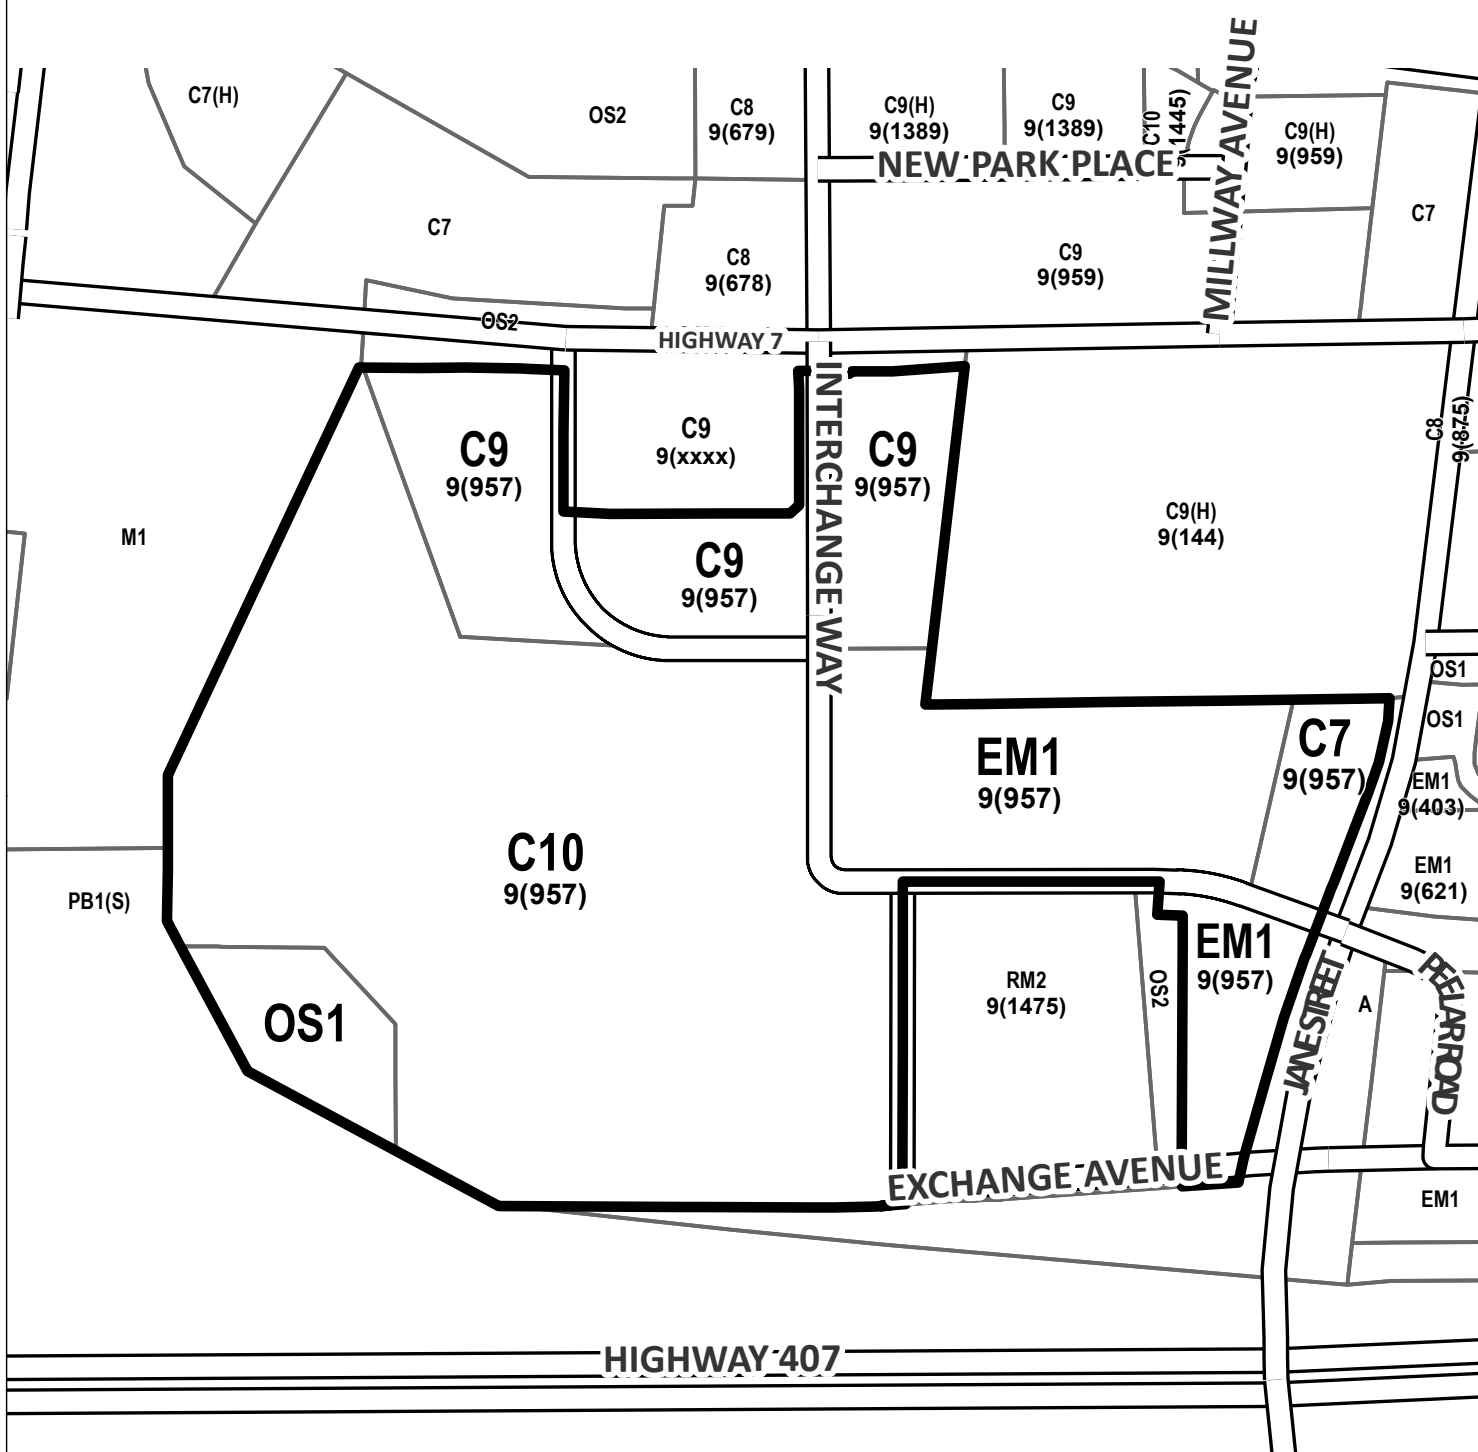 MILLWAY AVENUE
C7(H)
OS2
C8
9(679)
C9(H)
9(1389)
C9
9(1389)
C10
1445)
C9(H)
9(959)
NEW PARK PLACE
C7
C7
C8
9(678)
C9
9(959)
OS2
HIGHWAY 7
INTERCHANGE WAY
C9
9(957)
C9
9(xxxx)
C9
9(957)
C8
9(875)
M1
C9(H)
9(144)
C9
9(957)
OS1
OS1
EM1
9(957)
C7
9(957)
EM1
9(403)
C10
9(957)
EM1
9(621)
PB1(S)
EM1
9(957)
RM2
9(1475)
OS2
OS1
JANE STREET
A
PEELAR ROAD
EXCHANGE AVENUE
EM1
HIGHWAY 407